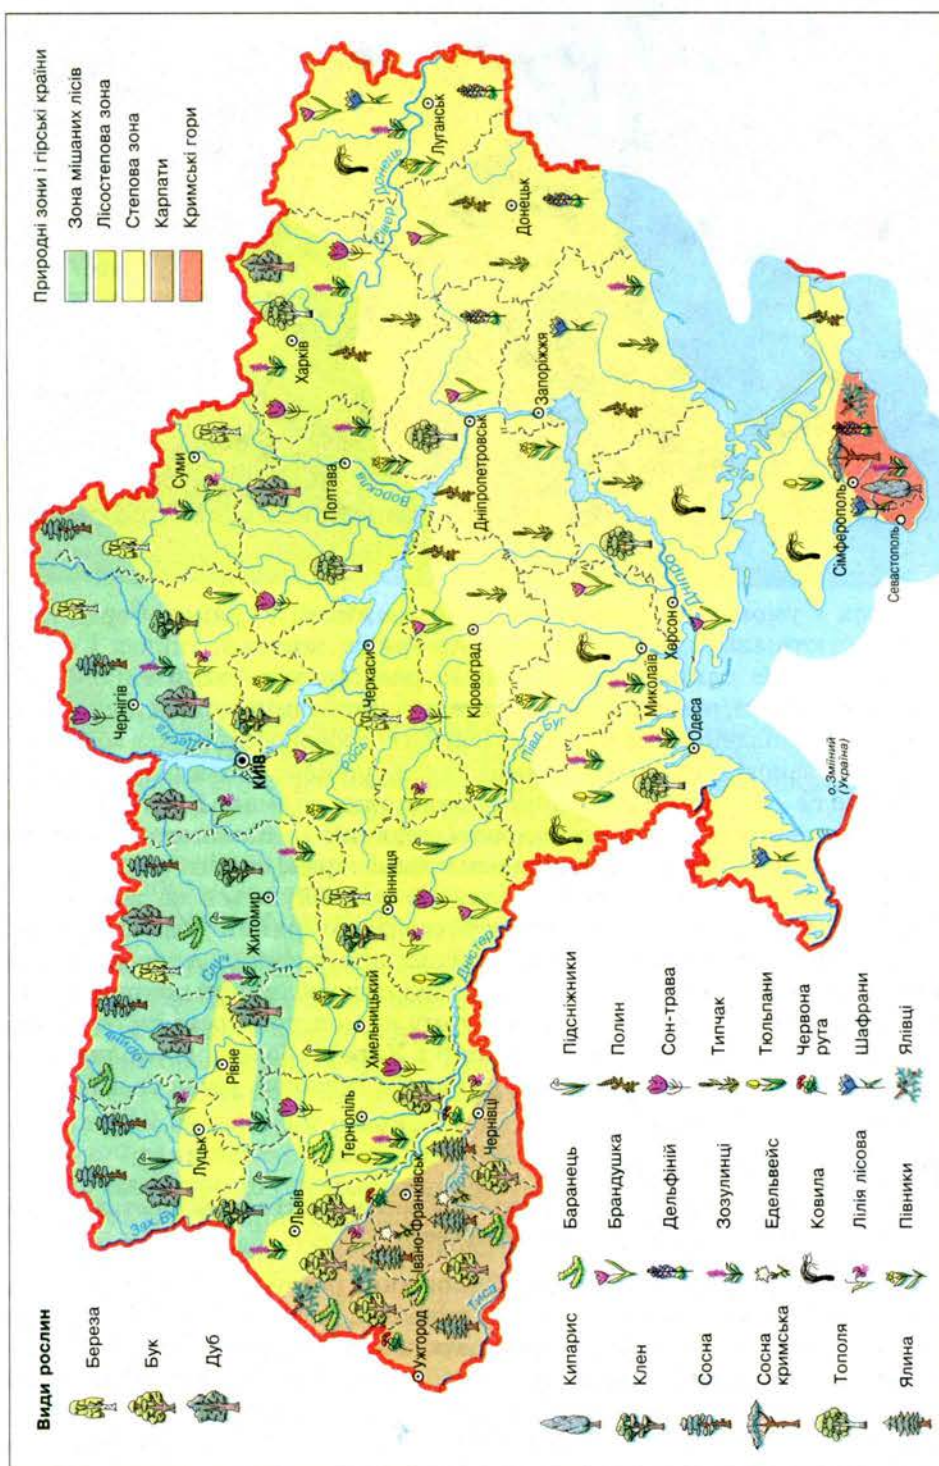 Природні зони і гірські країни
Зона мішаних лісів
Лісостепова зона
Степова зона
Карпати
Кримські гори
Чернігів
Суми
Десна
Луцьк
Рівне
Горинь
Случ
Житомир
КИЇВ
Зах. Буг
Львів
Тернопіль
Хмельницький
Вінниця
Рось
Черкаси
Полтава
Ворскла
Харків
Сівер. Донець
Луганськ
Ужгород
Тиса
Івано-Франківськ
Прут
Чернівці
Дністер
Півд. Буг
Кіровоград
Дніпропетровськ
Запоріжжя
Донецьк
Миколаїв
Херсон
Дніпро
Одеса
о.Зміїний
(Україна)
Сімферополь
Севастополь
Види рослин
Береза
Бук
Дуб
Кипарис
Клен
Сосна
Сосна
кримська
Тополя
Ялина
Баранець
Брандушка
Дельфіній
Зозулинці
Едельвейс
Ковила
Лілія лісова
Півники
Підсніжники
Полин
Сон-трава
Типчак
Тюльпани
Червона
рута
Шафрани
Ялівці